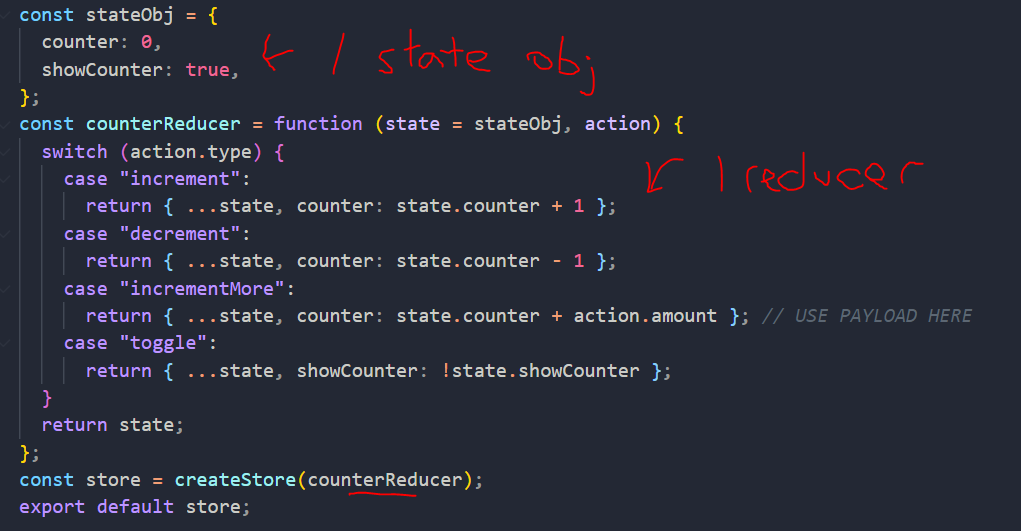 const stateObj = {
  counter: 0,
  showCounter: true,
← 1 state obj
};
const counterReducer = function (state = stateObj, action) {
  switch (action.type) {
    case "increment":
← 1 reducer
      return { ...state, counter: state.counter + 1 };
    case "decrement":
      return { ...state, counter: state.counter - 1 };
    case "incrementMore":
      return { ...state, counter: state.counter + action.amount }; // USE PAYLOAD HERE
    case "toggle":
      return { ...state, showCounter: !state.showCounter };
  }
  return state;
};
const store = createStore(counterReducer);
export default store;